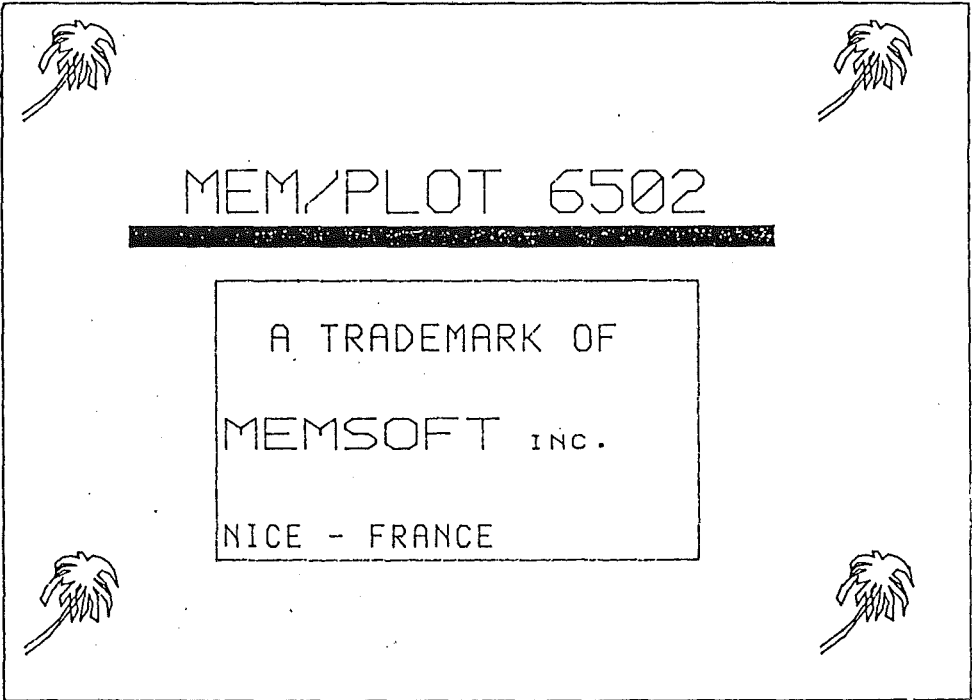 MEM/PLOT 6502
A TRADEMARK OF
MEMSOFT INC.
NICE - FRANCE